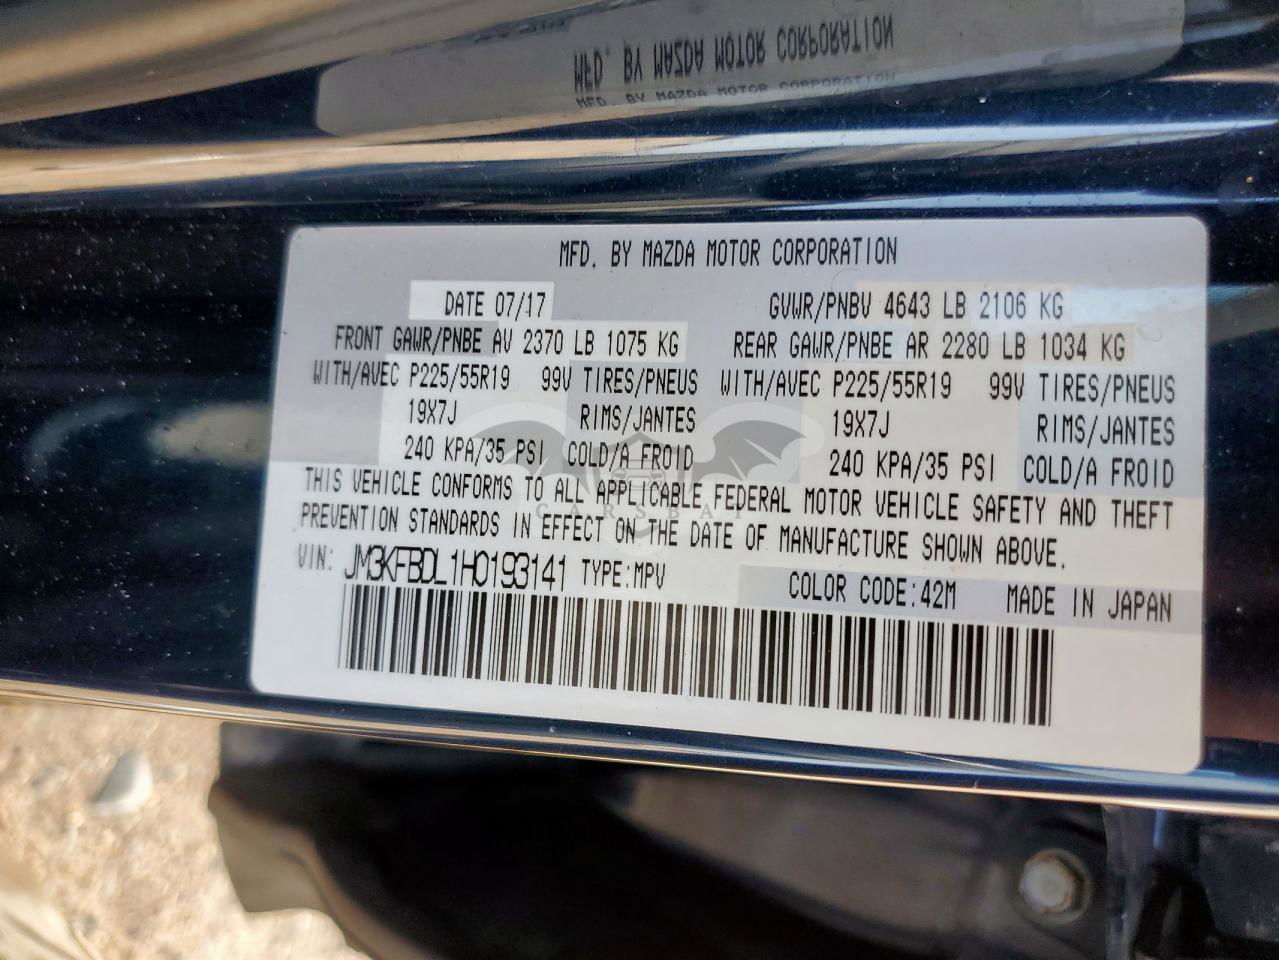 MFD. BY MAZDA MOTOR CORPORATION
MFD. BY MAZDA MOTOR CORPORATION
MFD. BY MAZDA MOTOR CORPORATION
DATE 07/17 GVWR/PNBV 4643 LB 2106 KG
FRONT GAWR/PNBE AV 2370 LB 1075 KG REAR GAWR/PNBE AR 2280 LB 1034 KG
WITH/AVEC P225/55R19 99V TIRES/PNEUS WITH/AVEC P225/55R19 99V TIRES/PNEUS
19X7J RIMS/JANTES 19X7J RIMS/JANTES
240 KPA/35 PSI COLD/A FROID 240 KPA/35 PSI COLD/A FROID
THIS VEHICLE CONFORMS TO ALL APPLICABLE FEDERAL MOTOR VEHICLE SAFETY AND THEFT
CARSBAT
PREVENTION STANDARDS IN EFFECT ON THE DATE OF MANUFACTURE SHOWN ABOVE.
VIN: JM3KFBDL1H0193141 TYPE:MPV COLOR CODE:42M MADE IN JAPAN